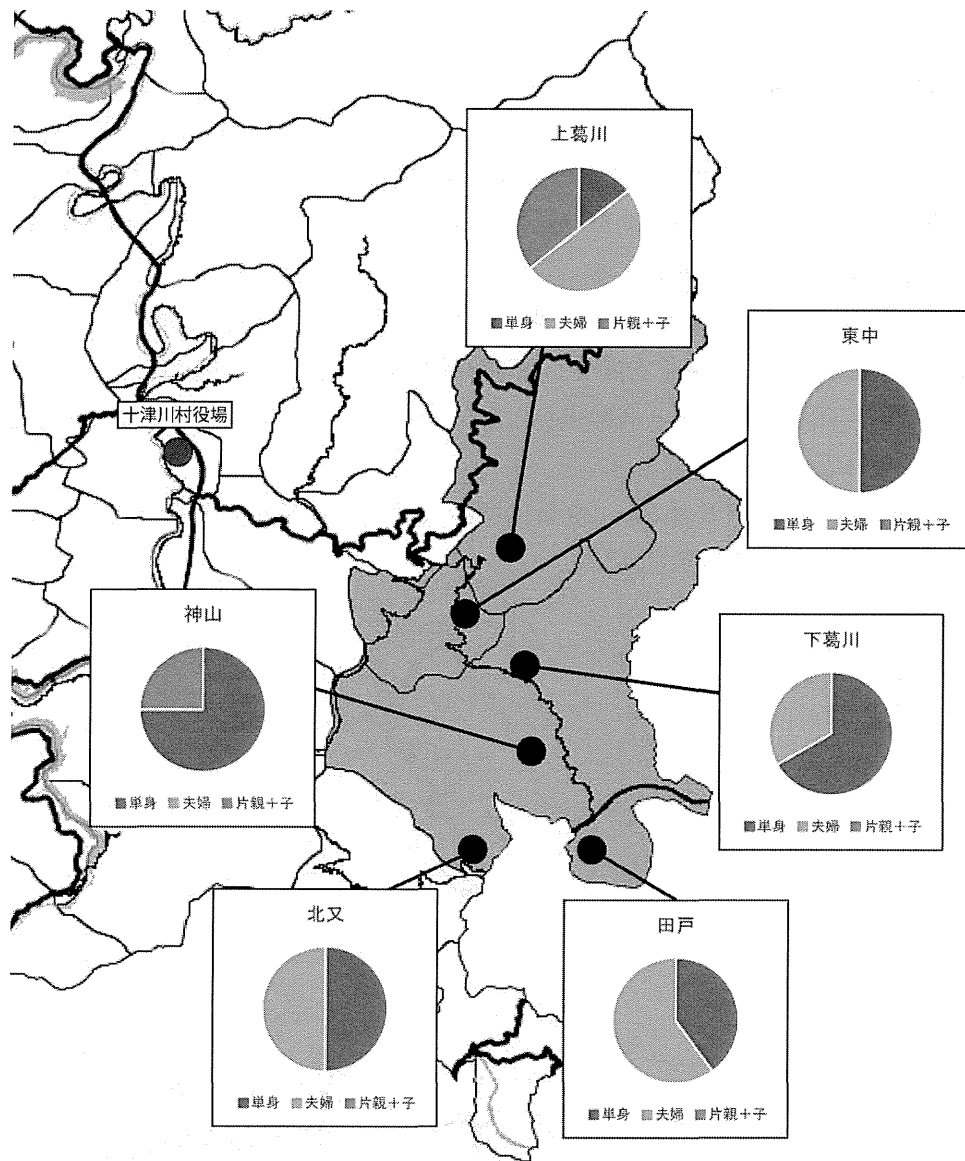 上葛川
■単身 ■夫婦 ■片親+子
東中
■単身 ■夫婦 ■片親+子
十津川村役場
神山
■単身 ■夫婦 ■片親+子
下葛川
■単身 ■夫婦 ■片親+子
北又
■単身 ■夫婦 ■片親+子
田戸
■単身 ■夫婦 ■片親+子